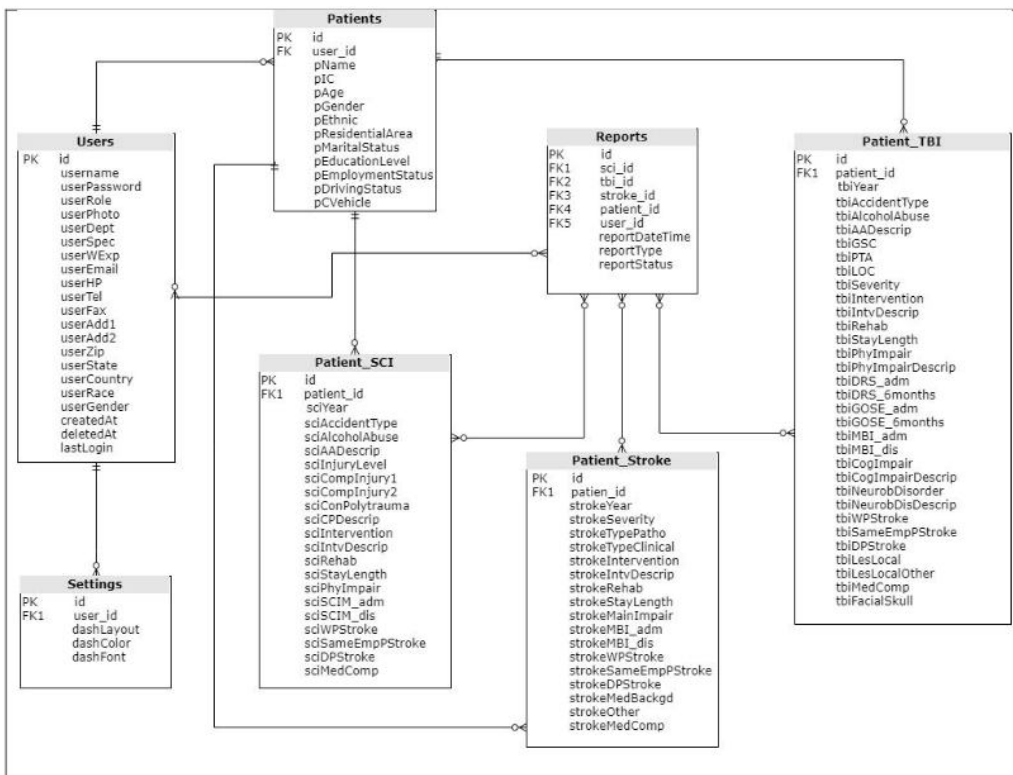 Patients
PK id
FK user_id
pName
pIC
pAge
pGender
pEthnic
pResidentialArea
pMaritalStatus
pEducationLevel
pEmploymentStatus
pDrivingStatus
pCVehicle
Users
PK id
username
userPassword
userRole
userPhoto
userDept
userSpec
userWExp
userEmail
userHP
userTel
userFax
userAdd1
userAdd2
userZip
userState
userCountry
userRace
userGender
createdAt
deletedAt
lastLogin
Reports
PK id
FK1 sci_id
FK2 tbi_id
FK3 stroke_id
FK4 patient_id
FK5 user_id
reportDateTime
reportType
reportStatus
Patient_TBI
PK id
FK1 patient_id
tbiYear
tbiAccidentType
tbiAlcoholAbuse
tbiAADescrip
tbiGSC
tbiPTA
tbiLOC
tbiSeverity
tbiIntervention
tbiIntvDescrip
tbiRehab
tbiStayLength
tbiPhyImpair
tbiPhyImpairDescrip
tbiDRS_adm
tbiDRS_6months
tbiGOSE_adm
tbiGOSE_6months
tbiMBI_adm
tbiMBI_dis
tbiCogImpair
tbiCogImpairDescrip
tbiNeurobDisorder
tbiNeurobDisDescrip
tbiWPStroke
tbiSameEmpPStroke
tbiDPStroke
tbiLesLocal
tbiLesLocalOther
tbiMedComp
tbiFacialSkull
Patient_SCI
PK id
FK1 patient_id
sciYear
sciAccidentType
sciAlcoholAbuse
sciAADescrip
sciInjuryLevel
sciCompInjury1
sciCompInjury2
sciConPolytrauma
sciCPDescrip
sciIntervention
sciIntvDescrip
sciRehab
sciStayLength
sciPhyImpair
sciSCIM_adm
sciSCIM_dis
sciWPStroke
sciSameEmpPStroke
sciDPStroke
sciMedComp
Patient_Stroke
PK id
FK1 patien_id
strokeYear
strokeSeverity
strokeTypePatho
strokeTypeClinical
strokeIntervention
strokeIntvDescrip
strokeRehab
strokeStayLength
strokeMainImpair
strokeMBI_adm
strokeMBI_dis
strokeWPStroke
strokeSameEmpPStroke
strokeDPStroke
strokeMedBackgd
strokeOther
strokeMedComp
Settings
PK id
FK1 user_id
dashLayout
dashColor
dashFont